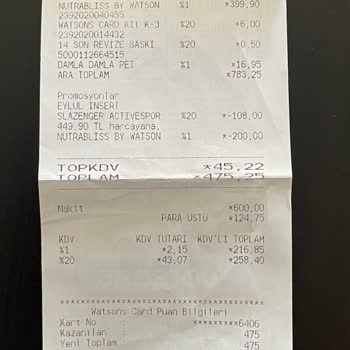 NUTRABLISS BY WATSON %1 *399,90
2392020040455
WATSONS CARD KIT K-3 %20 *6,00
2392020014432
14 SON REVIZE BASKI %20 *0,50
5000112664515
DAMLA DAMLA PET %1 *16,95
ARA TOPLAM *783,25
Promosyonlar
EYLUL INSERT
SLAZENGER ACTIVESPOR %20 *-108,00
449.90 TL harcayana,
NUTRABLISS BY WATSON %1 *-200,00
TOPKDV *45,22
TOPLAM *475,25
Nakit *600,00
PARA ÜSTÜ *124,75
KDV KDV TUTARI KDV'LI TOPLAM
%1 *2,15 *216,85
%20 *43,07 *258,40
****************************************
Watsons Card Puan Bilgileri
Kart No : *********6406
Kazanılan : 475
Yeni Toplam : 475